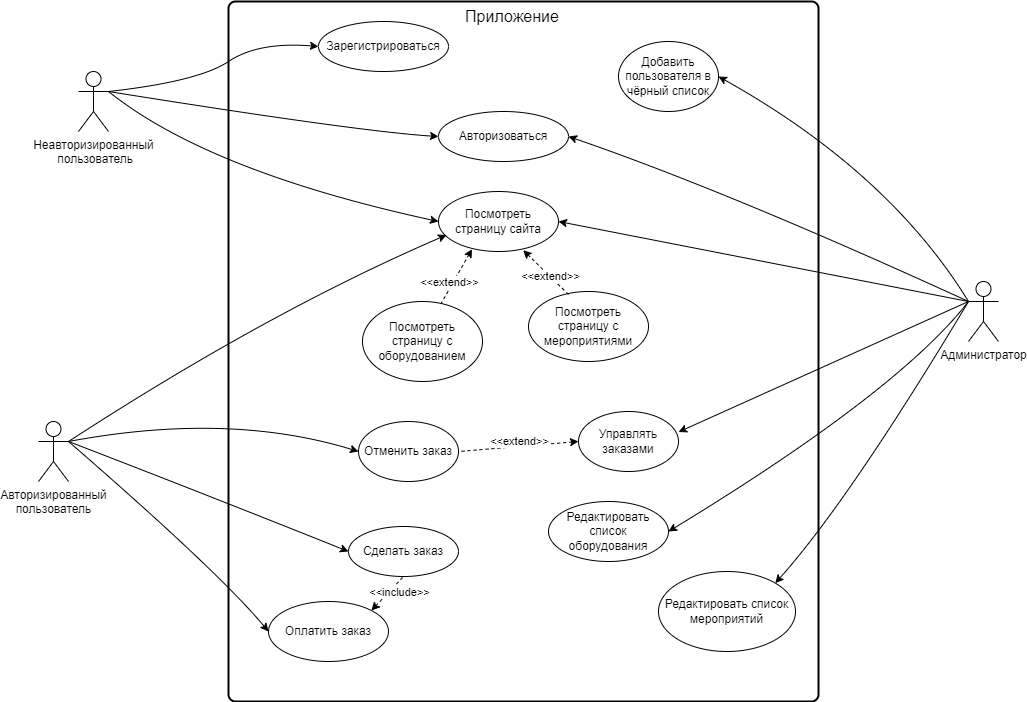 Приложение
Зарегистрироваться
Добавить
пользователя в
чёрный список
Неавторизированный
пользователь
Авторизоваться
Посмотреть
страницу сайта
<<extend>>
<<extend>>
Посмотреть
страницу с
оборудованием
Посмотреть
страницу с
мероприятиями
Администратор
Авторизированный
пользователь
Отменить заказ
<<extend>>
Управлять
заказами
Редактировать
список
оборудования
Сделать заказ
<<include>>
Оплатить заказ
Редактировать список
мероприятий